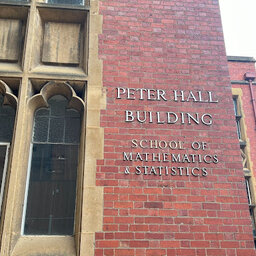 PETER HALL
BUILDING
SCHOOL OF
MATHEMATICS
& STATISTICS